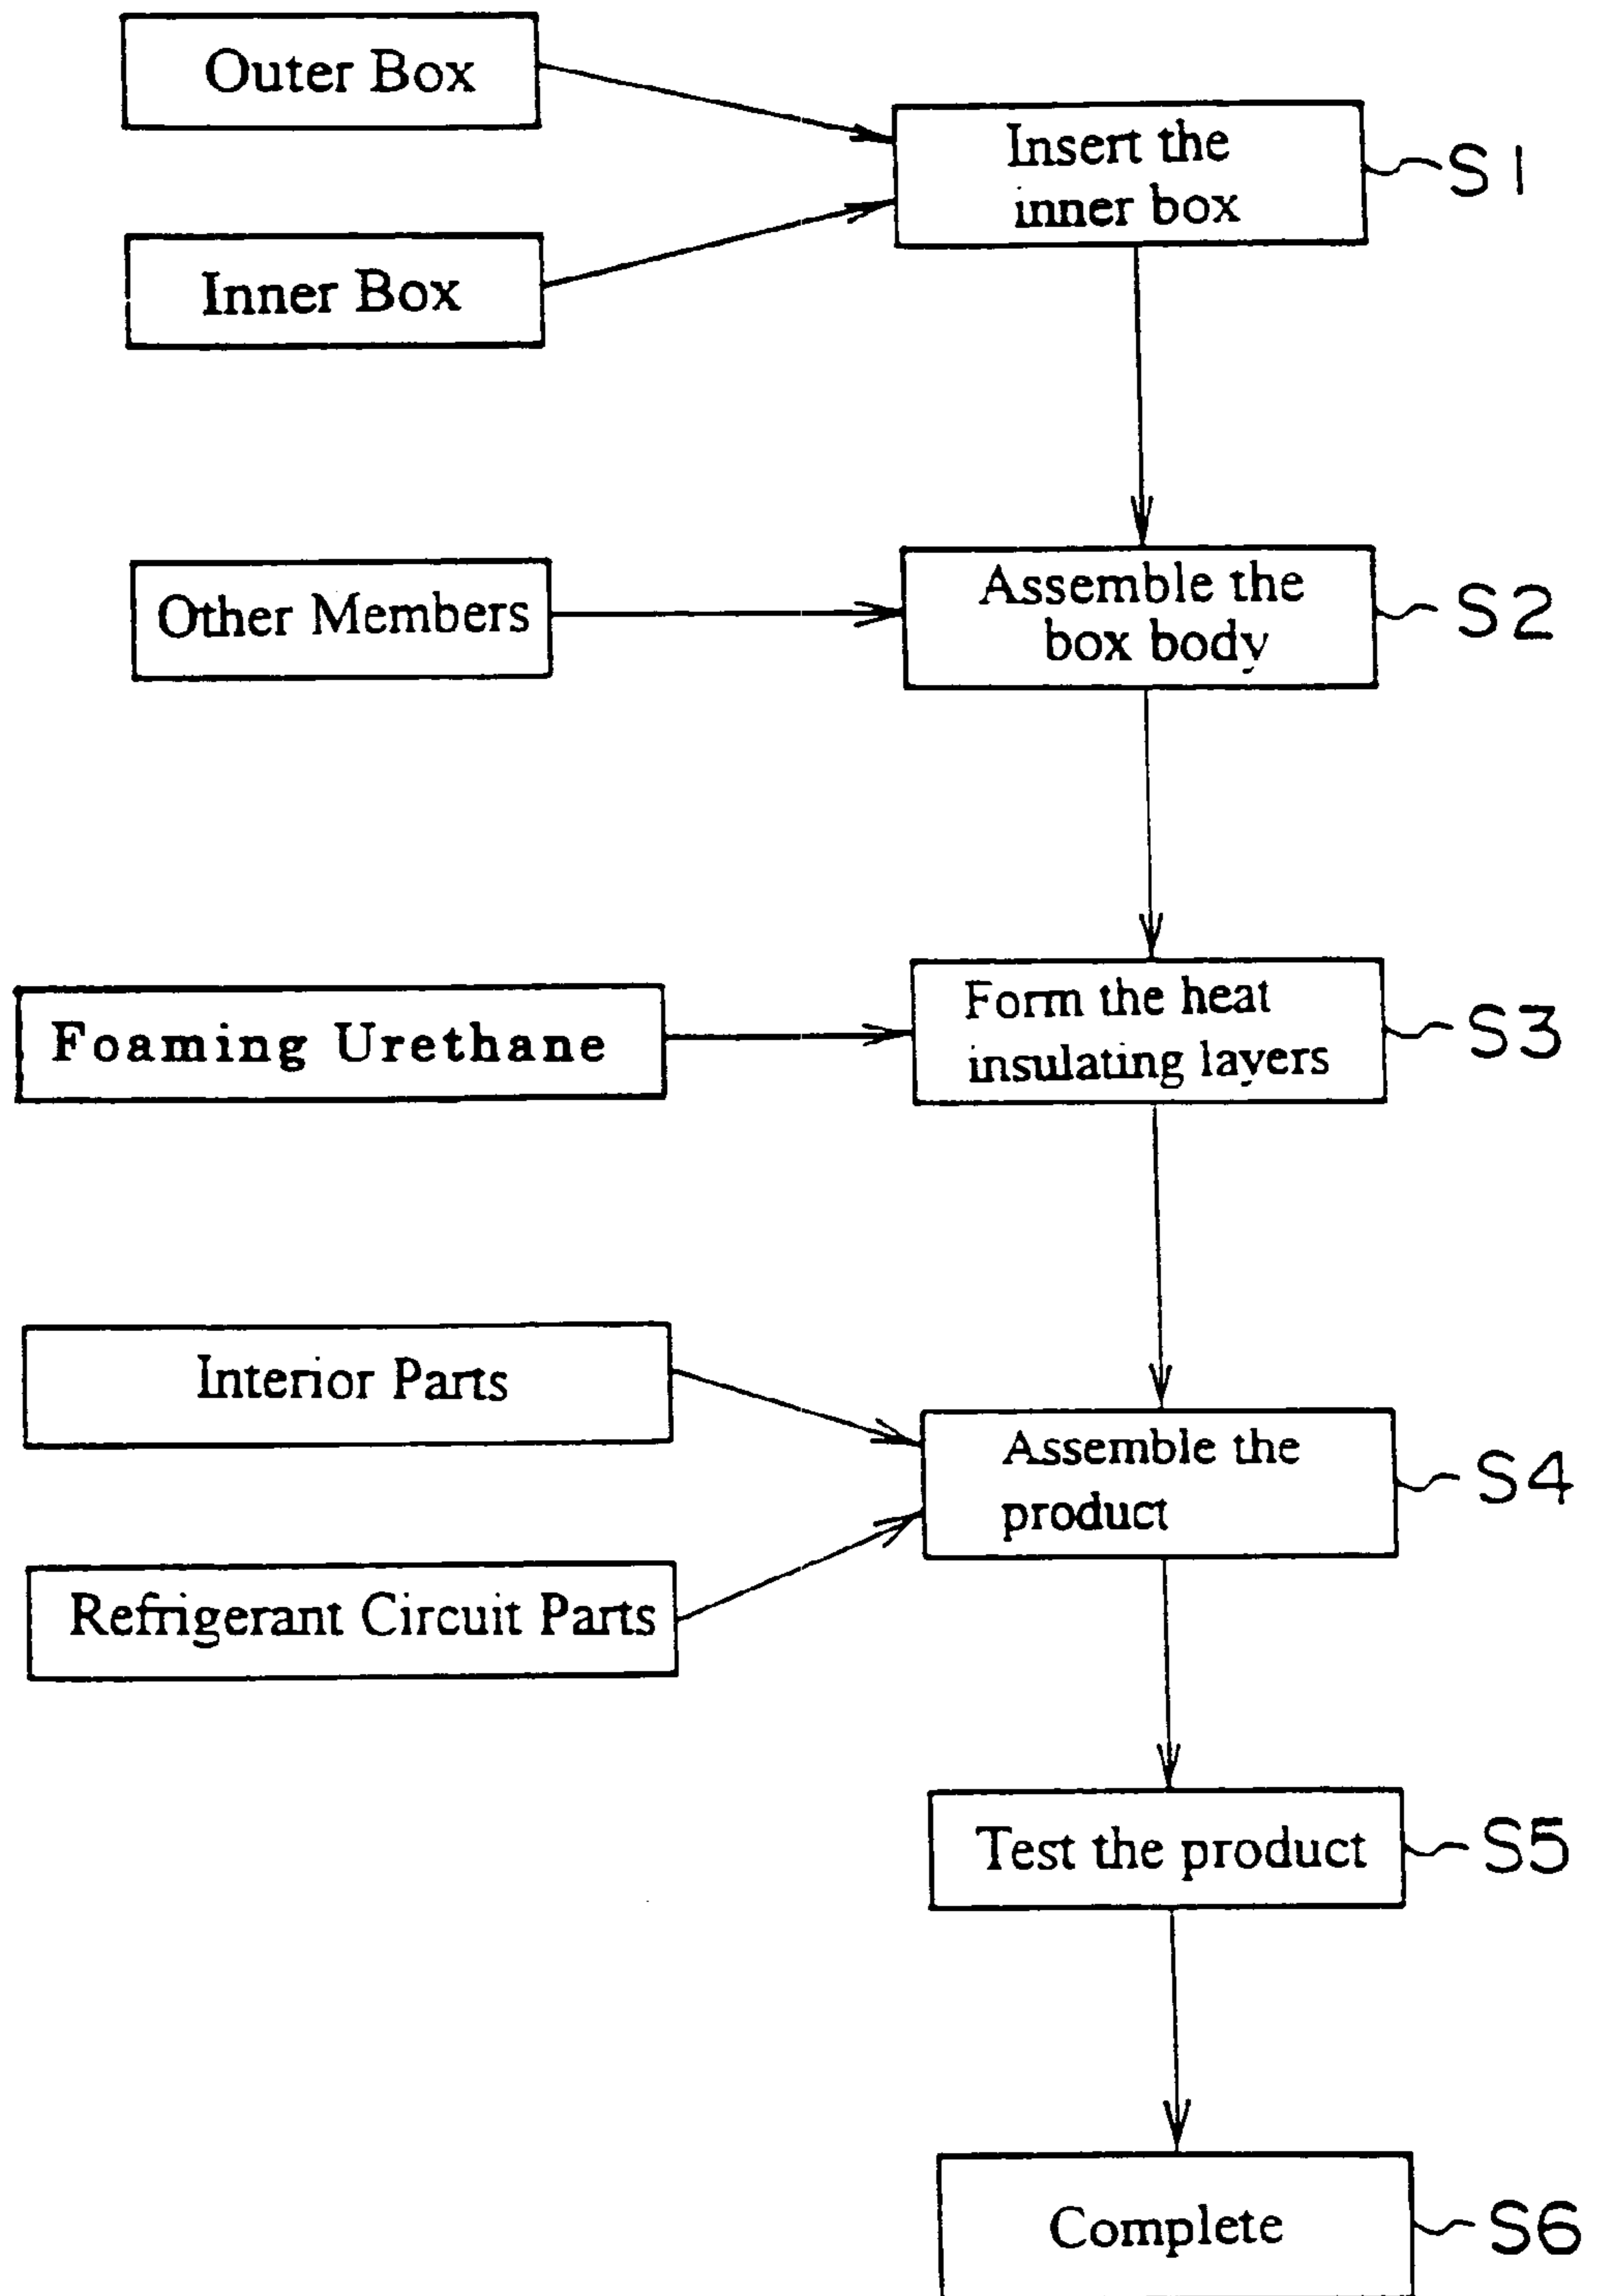 Outer Box
Insert the
inner box
S1
Inner Box
Other Members
Assemble the
box body
S2
Foaming Urethane
Form the heat
insulating layers
S3
Interior Parts
Assemble the
product
S4
Refrigerant Circuit Parts
Test the product
S5
Complete
S6